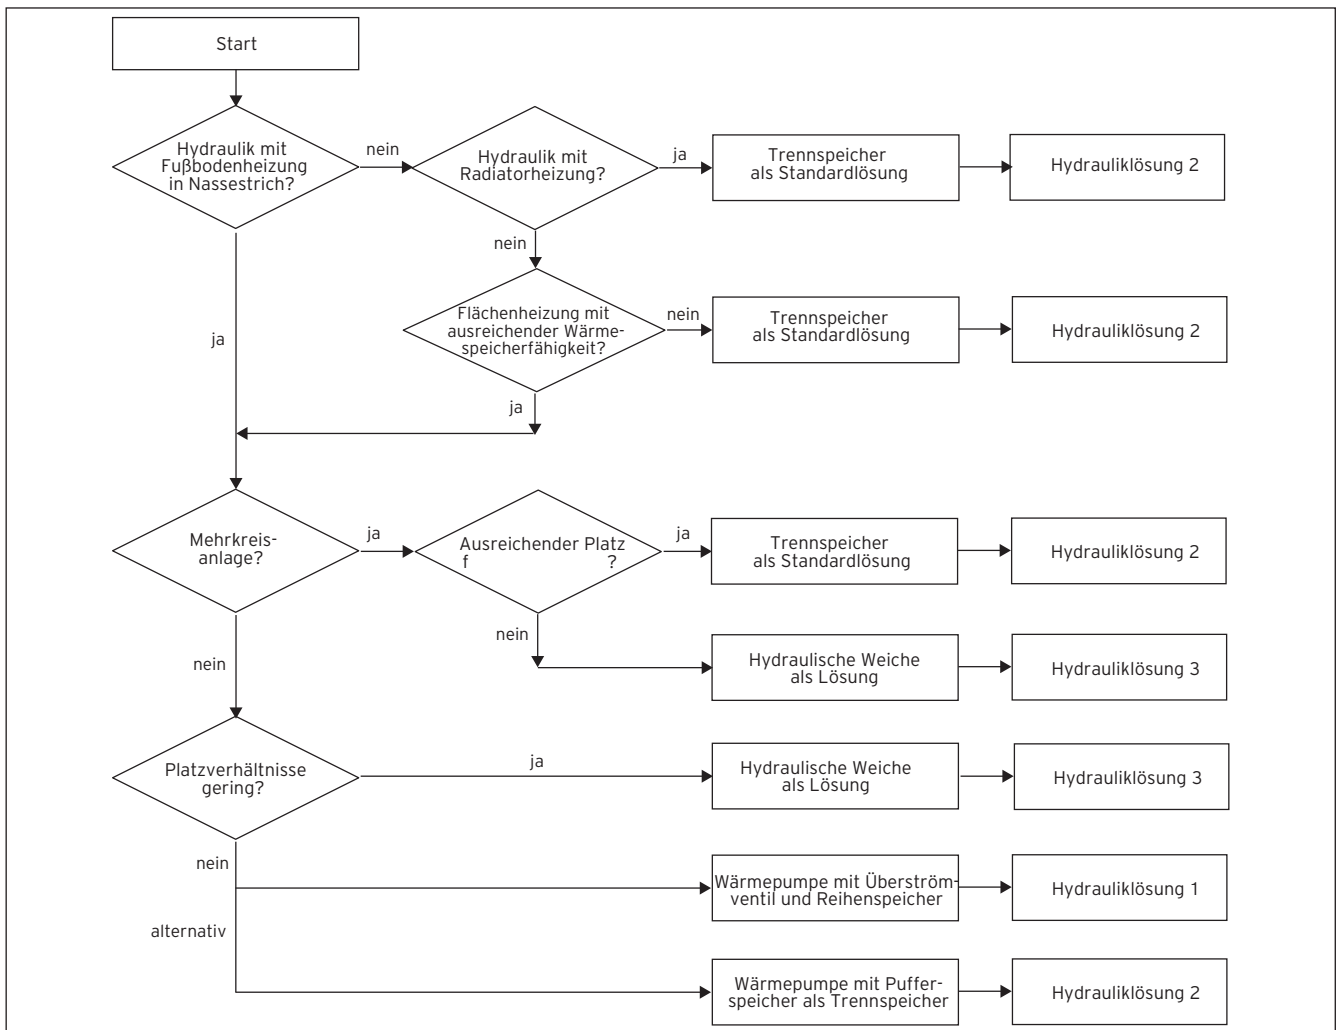 Start
Hydraulik mit
Fußbodenheizung
in Nassestrich?
nein
Hydraulik mit
Radiatorheizung?
ja
Trennspeicher
als Standardlösung
Hydrauliklösung 2
nein
ja
Flächenheizung mit
ausreichender Wärme-
speicherfähigkeit?
nein
Trennspeicher
als Standardlösung
Hydrauliklösung 2
ja
Mehrkreis-
anlage?
ja
Ausreichender Platz
f ?
ja
Trennspeicher
als Standardlösung
Hydrauliklösung 2
nein
nein
Hydraulische Weiche
als Lösung
Hydrauliklösung 3
Platzverhältnisse
gering?
ja
Hydraulische Weiche
als Lösung
Hydrauliklösung 3
nein
Wärmepumpe mit Überström-
ventil und Reihenspeicher
Hydrauliklösung 1
alternativ
Wärmepumpe mit Puffer-
speicher als Trennspeicher
Hydrauliklösung 2